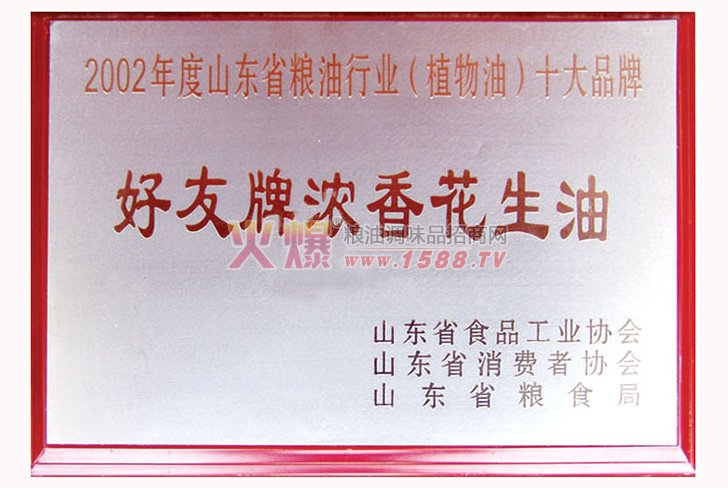 2002年度山东省粮油行业(植物油)十大品牌
好友牌浓香花生油
火爆®粮油调味品招商网
www.1588.TV
山东省食品工业协会
山东省消费者协会
山东省粮食局